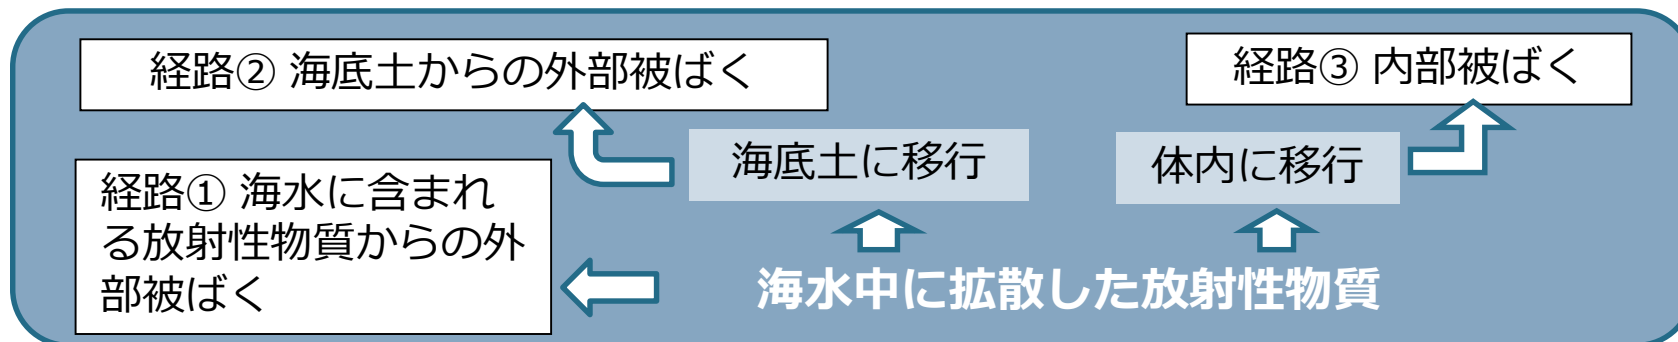 経路② 海底土からの外部被ばく
経路③ 内部被ばく
海底土に移行
体内に移行
経路① 海水に含まれ
る放射性物質からの外
部被ばく
海水中に拡散した放射性物質